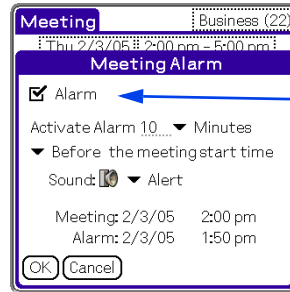 Meeting
Business (22)
Thu 2/3/05 2:00 pm - 5:00 pm
Meeting Alarm
Alarm
Activate Alarm 10 Minutes
Before the meeting start time
Sound: Alert
Meeting: 2/3/05 2:00 pm
Alarm: 2/3/05 1:50 pm
OK Cancel